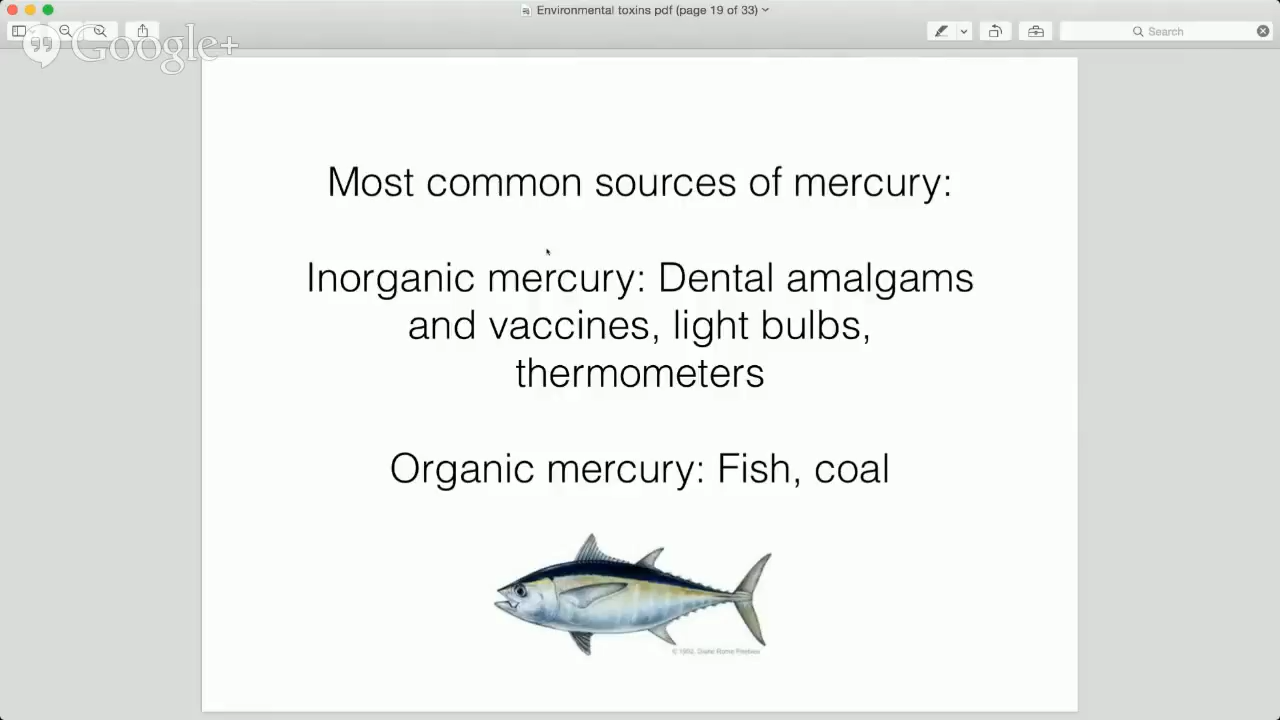 Environmental toxins pdf (page 19 of 33)
Google+
Search
Most common sources of mercury:
Inorganic mercury: Dental amalgams
and vaccines, light bulbs,
thermometers
Organic mercury: Fish, coal